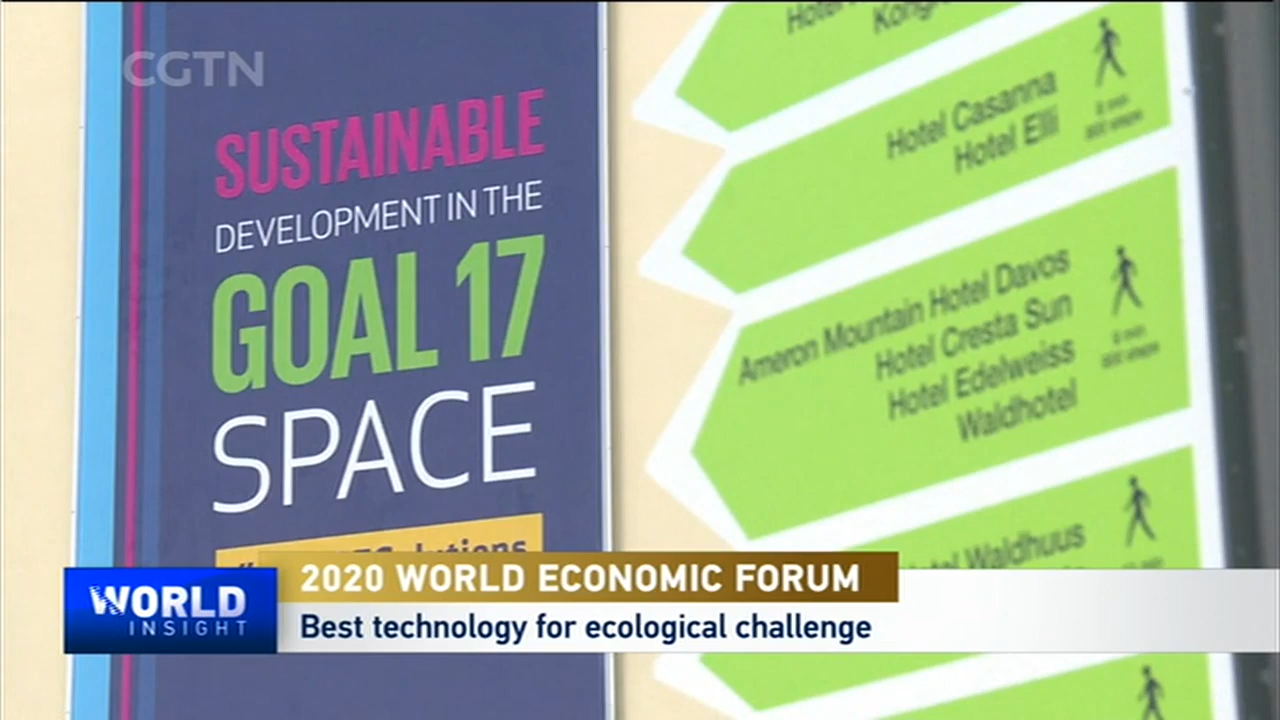 CGTN
SUSTAINABLE
DEVELOPMENT IN THE
GOAL 17
SPACE
Hotel Casanna
Hotel Elli
Ameron Mountain Hotel Davos
Hotel Cresta Sun
Hotel Edelweiss
Waldhotel
Hotel Waldhuus
2020 WORLD ECONOMIC FORUM
WORLD
INSIGHT
Best technology for ecological challenge